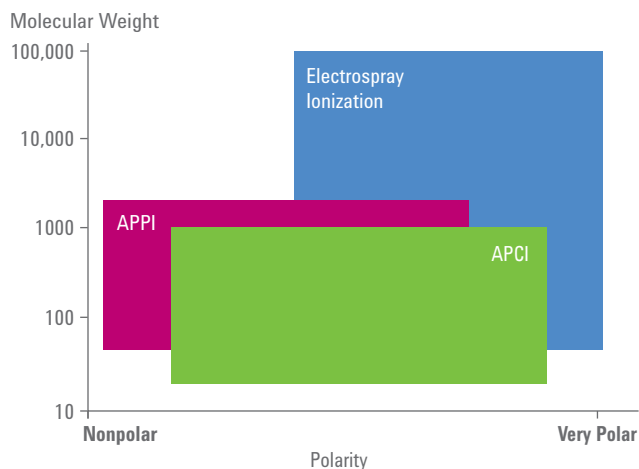 Molecular Weight
100,000
Electrospray
Ionization
10,000
APPI
1000
APCI
100
10
Nonpolar
Very Polar
Polarity